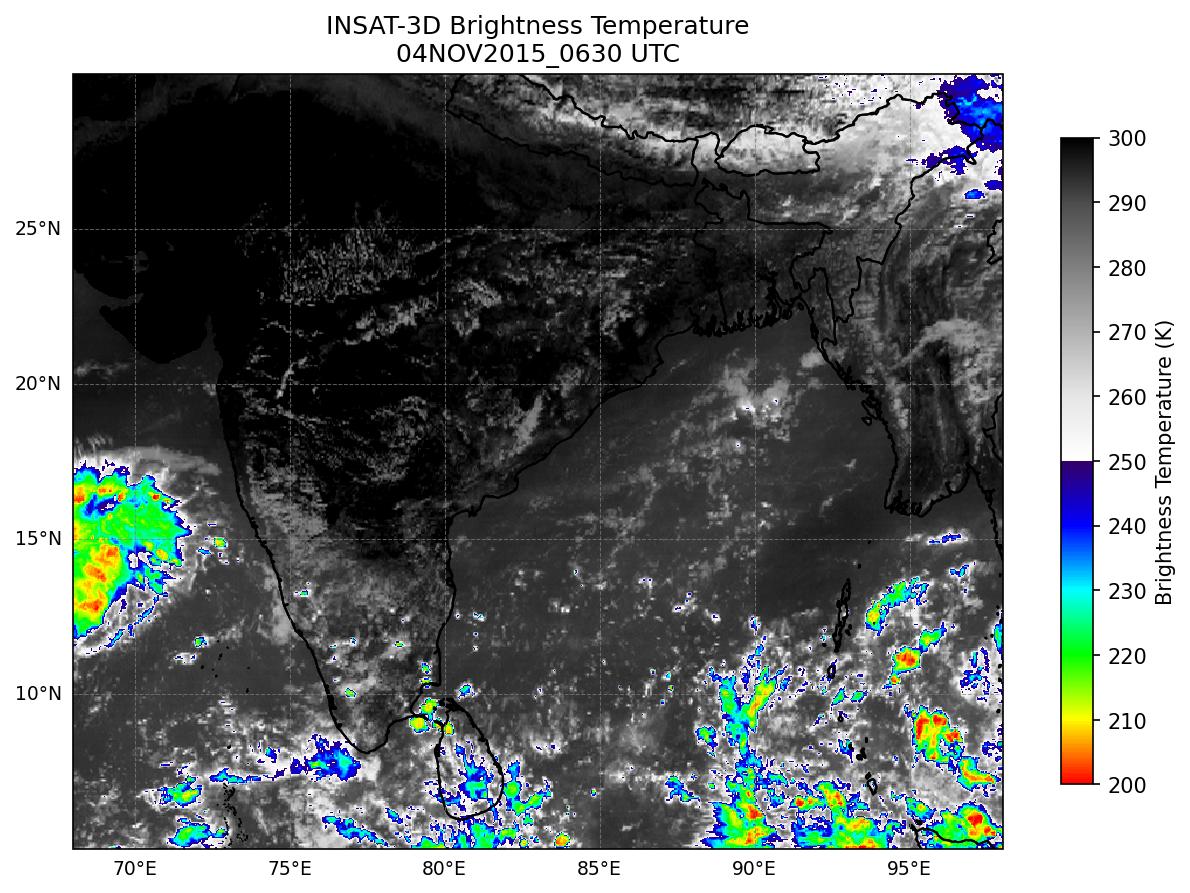 INSAT-3D Brightness Temperature
04NOV2015_0630 UTC
25°N
20°N
15°N
10°N
70°E
75°E
80°E
85°E
90°E
95°E
300
290
280
270
260
250
240
230
220
210
200
Brightness Temperature (K)